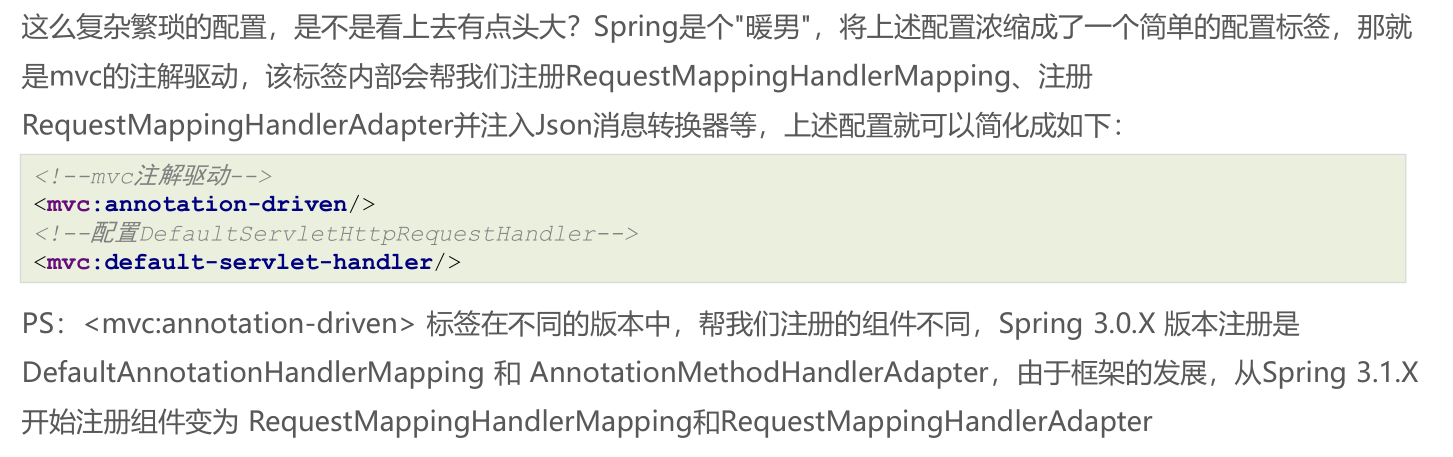 这么复杂繁琐的配置，是不是看上去有点头大？Spring是个"暖男"，将上述配置浓缩成了一个简单的配置标签，那就
是mvc的注解驱动，该标签内部会帮我们注册RequestMappingHandlerMapping、注册
RequestMappingHandlerAdapter并注入Json消息转换器等，上述配置就可以简化成如下：
<!--mvc注解驱动-->
<mvc:annotation-driven/>
<!--配置DefaultServletHttpRequestHandler-->
<mvc:default-servlet-handler/>
PS：<mvc:annotation-driven> 标签在不同的版本中，帮我们注册的组件不同，Spring 3.0.X 版本注册是
DefaultAnnotationHandlerMapping 和 AnnotationMethodHandlerAdapter，由于框架的发展，从Spring 3.1.X
开始注册组件变为 RequestMappingHandlerMapping和RequestMappingHandlerAdapter